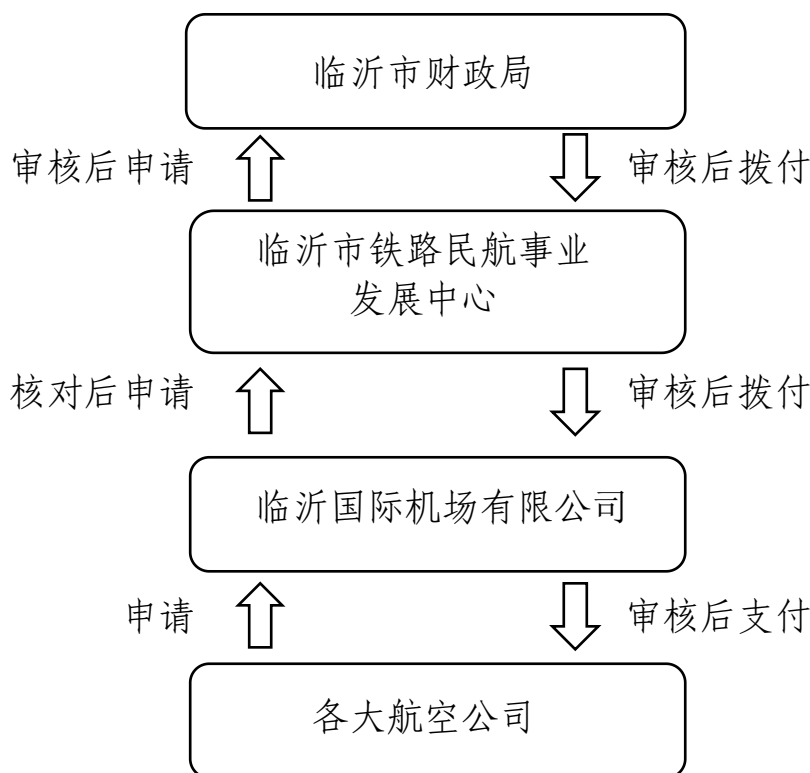 临沂市财政局
审核后申请
审核后拨付
临沂市铁路民航事业
发展中心
核对后申请
审核后拨付
临沂国际机场有限公司
申请
审核后支付
各大航空公司